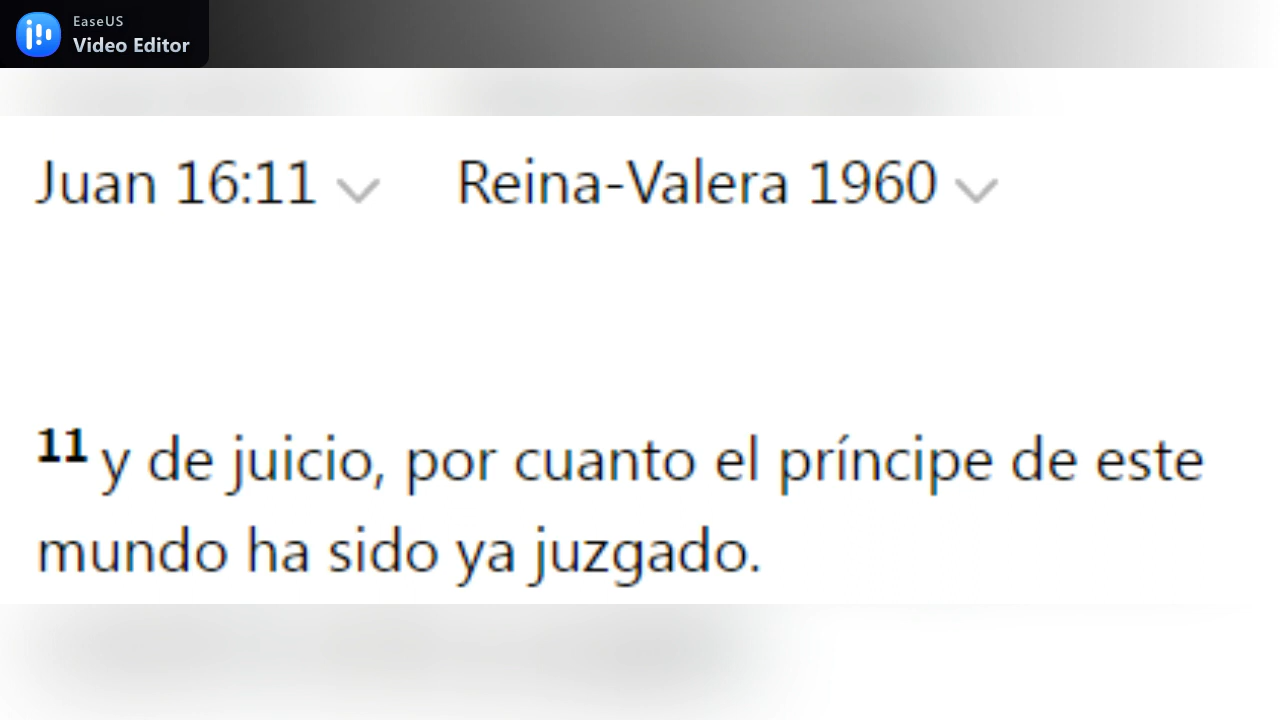 EaseUS
Video Editor
Juan 16:11 Reina-Valera 1960
11 y de juicio, por cuanto el príncipe de este
mundo ha sido ya juzgado.